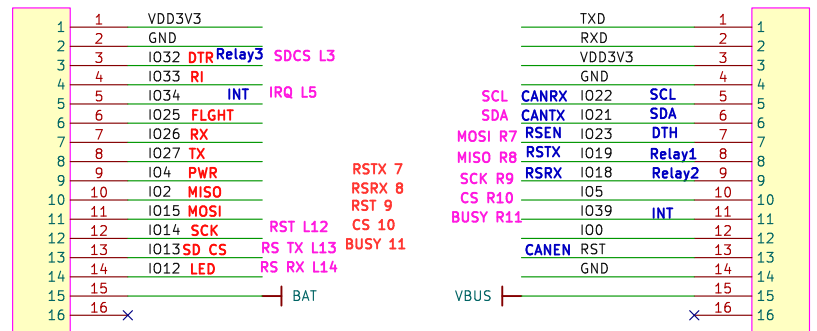 1 1 VDD3V3 TXD 1 1
2 2 GND RXD 2 2
3 3 IO32 DTR Relay3 SDCS L3 VDD3V3 3 3
4 4 IO33 RI GND 4 4
5 5 IO34 INT IRQ L5 SCL CANRX IO22 SCL 5 5
6 6 IO25 FLGHT SDA CANTX IO21 SDA 6 6
7 7 IO26 RX MOSI R7 RSEN IO23 DTH 7 7
8 8 IO27 TX MISO R8 RSTX IO19 Relay1 8 8
9 9 IO4 PWR RSTX 7 SCK R9 RSRX IO18 Relay2 9 9
10 10 IO2 MISO RSRX 8 CS R10 IO5 10 10
11 11 IO15 MOSI RST 9 BUSY R11 IO39 INT 11 11
12 12 IO14 SCK RST L12 CS 10 IO0 12 12
13 13 IO13 SD CS RS TX L13 BUSY 11 CANEN RST 13 13
14 14 IO12 LED RS RX L14 GND 14 14
15 15 BAT VBUS 15 15
16 16 16 16